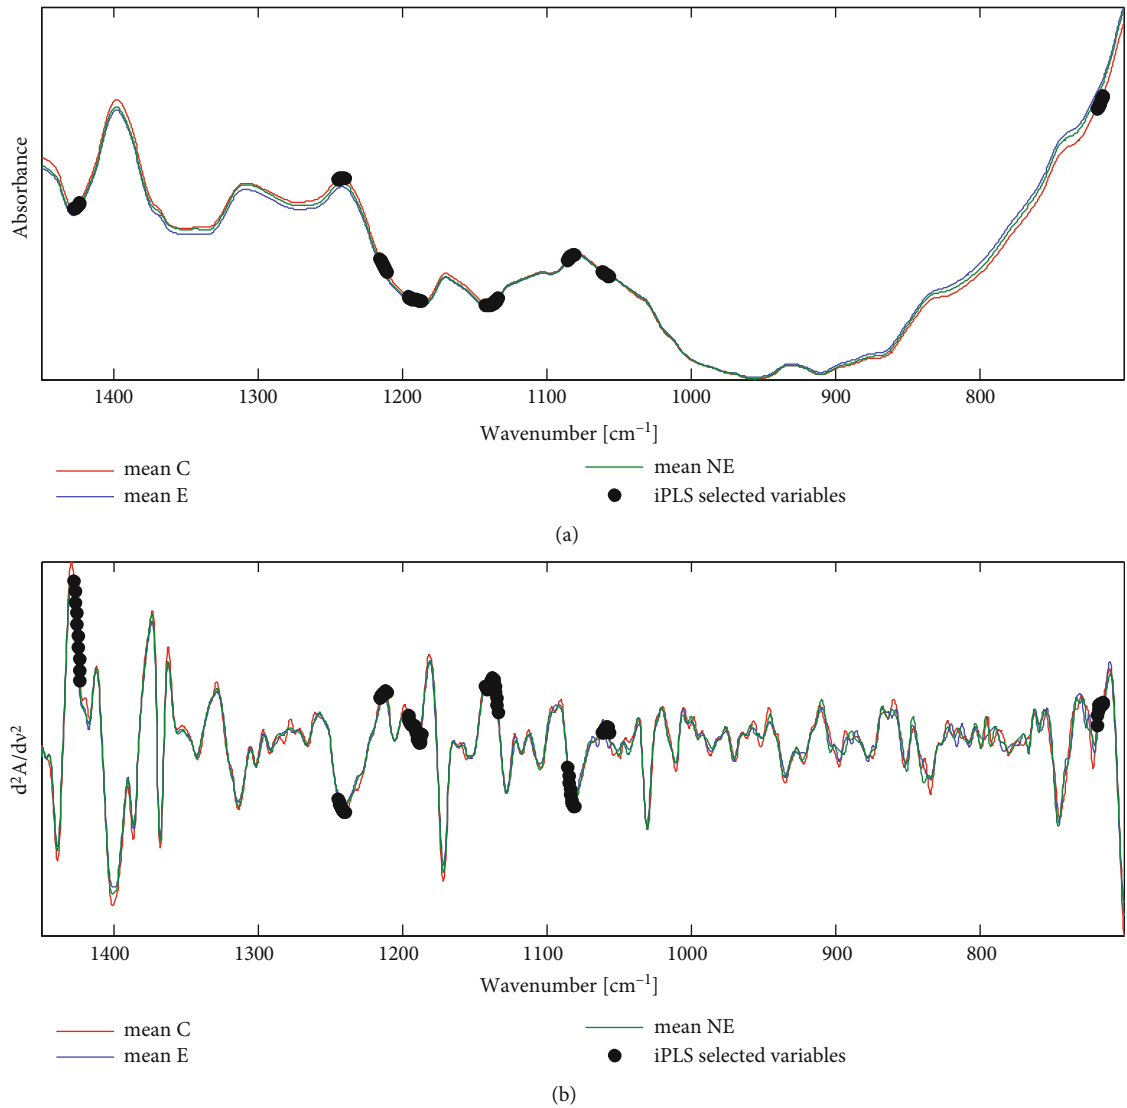 Absorbance
1400 1300 1200 1100 1000 900 800
Wavenumber [cm⁻¹]
mean C
mean NE
mean E
iPLS selected variables
(a)
d²A/dν²
1400 1300 1200 1100 1000 900 800
Wavenumber [cm⁻¹]
mean C
mean NE
mean E
iPLS selected variables
(b)